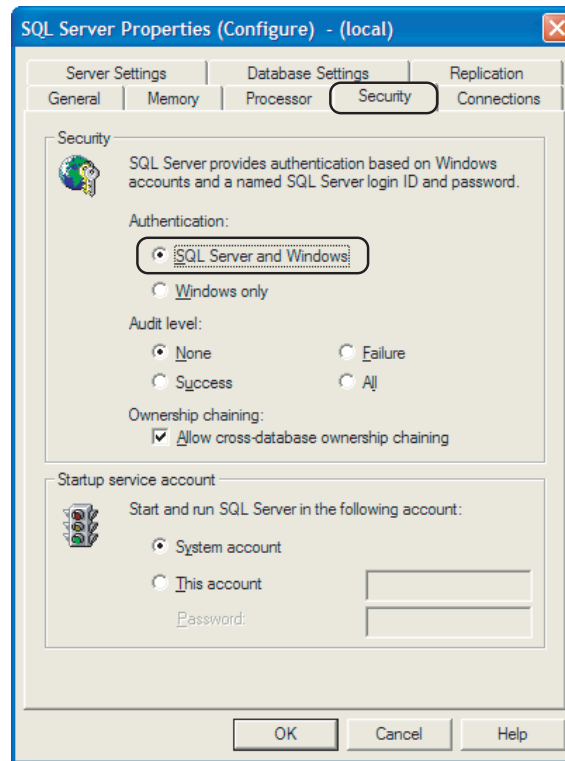 SQL Server Properties (Configure) - (local)
Server Settings Database Settings Replication
General Memory Processor Security Connections
Security
SQL Server provides authentication based on Windows
accounts and a named SQL Server login ID and password.
Authentication:
SQL Server and Windows
Windows only
Audit level:
None Failure
Success All
Ownership chaining:
Allow cross-database ownership chaining
Startup service account
Start and run SQL Server in the following account:
System account
This account
Password:
OK Cancel Help